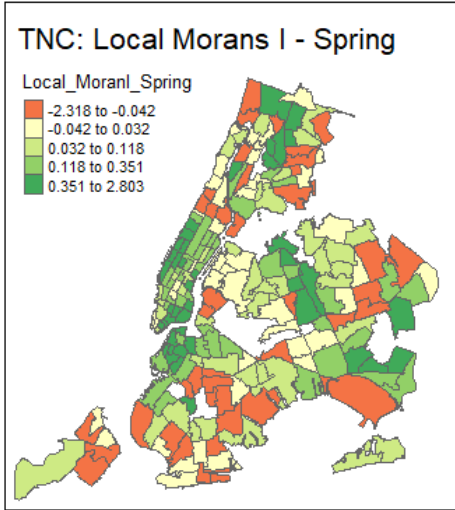 TNC: Local Morans I - Spring
Local_MoranI_Spring
-2.318 to -0.042
-0.042 to 0.032
0.032 to 0.118
0.118 to 0.351
0.351 to 2.803